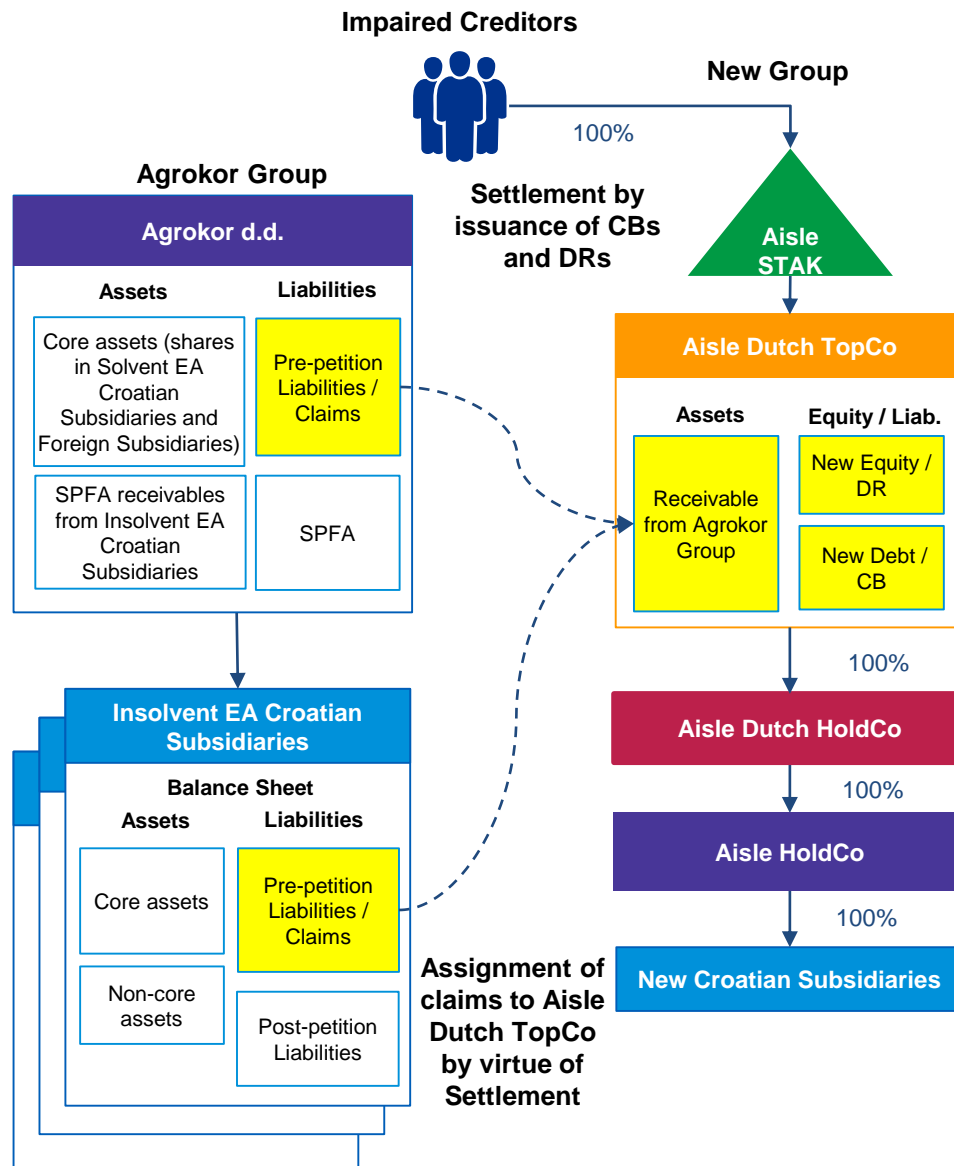 Impaired Creditors
New Group
100%
Agrokor Group
Settlement by
issuance of CBs
and DRs
Aisle
STAK
Agrokor d.d.
Assets
Liabilities
Core assets (shares
in Solvent EA
Croatian
Subsidiaries and
Foreign Subsidiaries)
Pre-petition
Liabilities /
Claims
SPFA receivables
from Insolvent EA
Croatian
Subsidiaries
SPFA
Aisle Dutch TopCo
Assets
Equity / Liab.
Receivable
from Agrokor
Group
New Equity /
DR
New Debt /
CB
100%
Aisle Dutch HoldCo
100%
Aisle HoldCo
100%
New Croatian Subsidiaries
Insolvent EA Croatian
Subsidiaries
Balance Sheet
Assets
Liabilities
Core assets
Pre-petition
Liabilities /
Claims
Non-core
assets
Post-petition
Liabilities
Assignment of
claims to Aisle
Dutch TopCo
by virtue of
Settlement